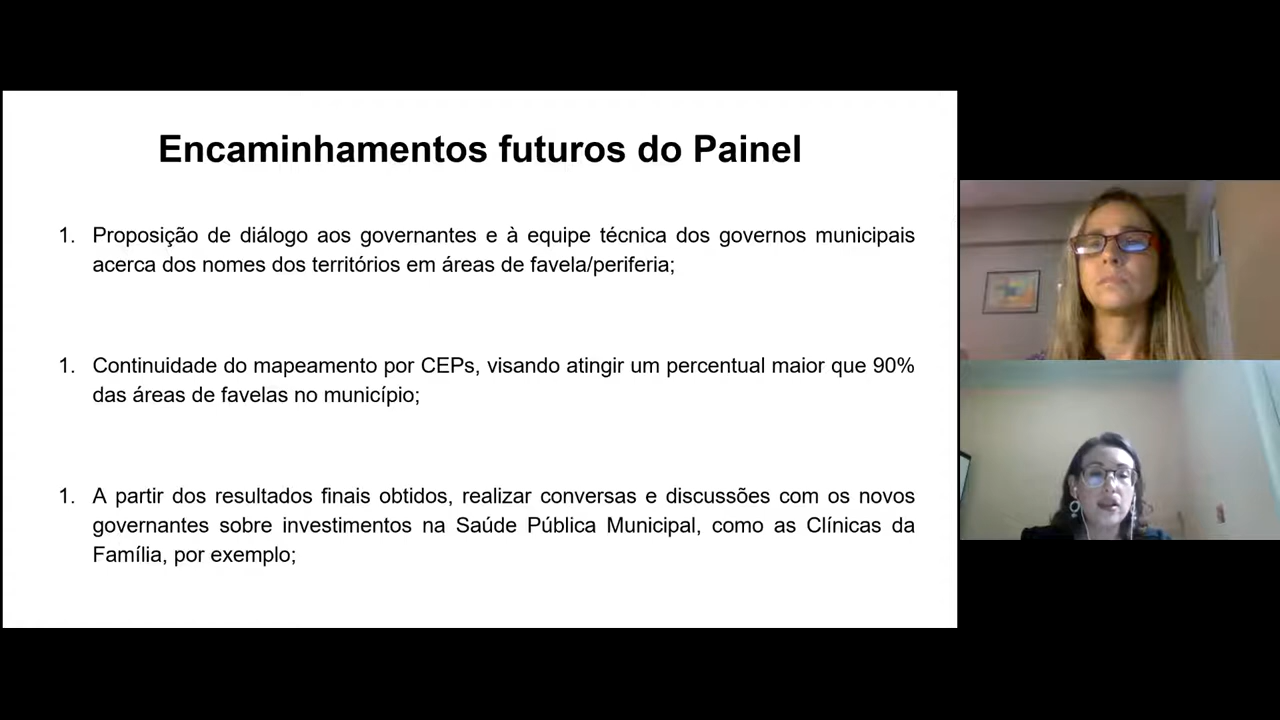 Encaminhamentos futuros do Painel
1. Proposição de diálogo aos governantes e à equipe técnica dos governos municipais
acerca dos nomes dos territórios em áreas de favela/periferia;
1. Continuidade do mapeamento por CEPs, visando atingir um percentual maior que 90%
das áreas de favelas no município;
1. A partir dos resultados finais obtidos, realizar conversas e discussões com os novos
governantes sobre investimentos na Saúde Pública Municipal, como as Clínicas da
Família, por exemplo;